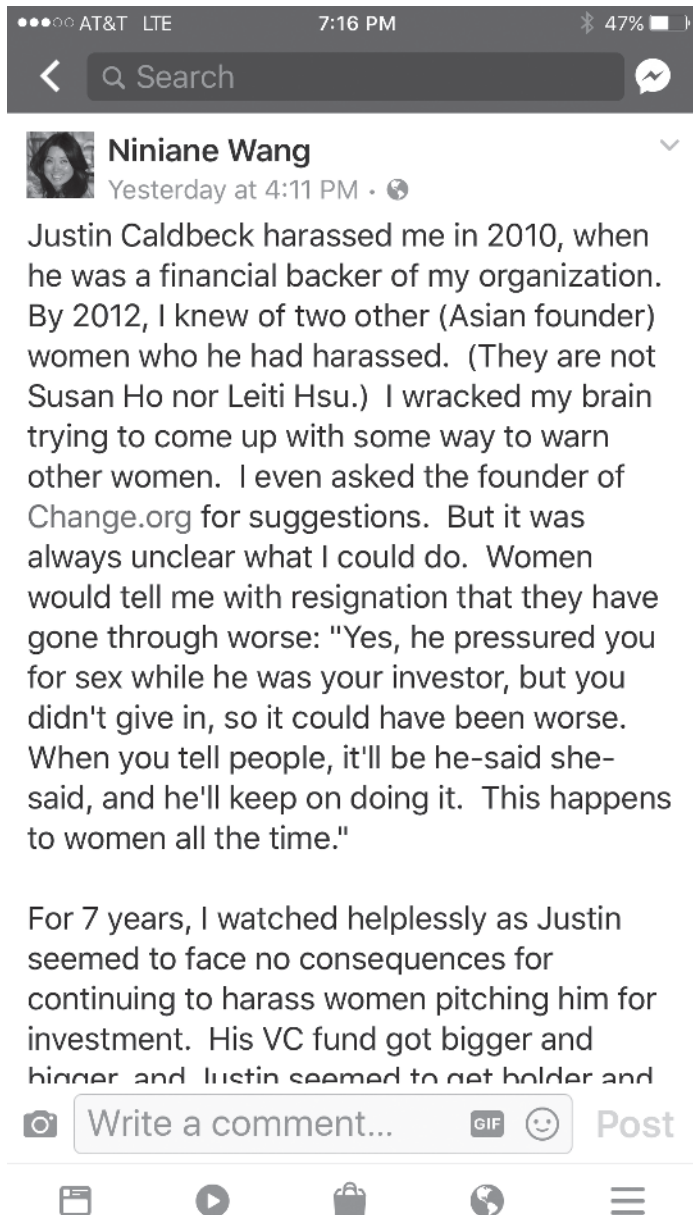 AT&T LTE 7:16 PM 47%
Search
Niniane Wang
Yesterday at 4:11 PM ·
Justin Caldbeck harassed me in 2010, when
he was a financial backer of my organization.
By 2012, I knew of two other (Asian founder)
women who he had harassed.  (They are not
Susan Ho nor Leiti Hsu.)  I wracked my brain
trying to come up with some way to warn
other women.  I even asked the founder of
Change.org for suggestions.  But it was
always unclear what I could do.  Women
would tell me with resignation that they have
gone through worse: "Yes, he pressured you
for sex while he was your investor, but you
didn't give in, so it could have been worse.
When you tell people, it'll be he-said she-
said, and he'll keep on doing it.  This happens
to women all the time."
For 7 years, I watched helplessly as Justin
seemed to face no consequences for
continuing to harass women pitching him for
investment.  His VC fund got bigger and
bigger, and Justin seemed to get bolder and
Write a comment... GIF Post